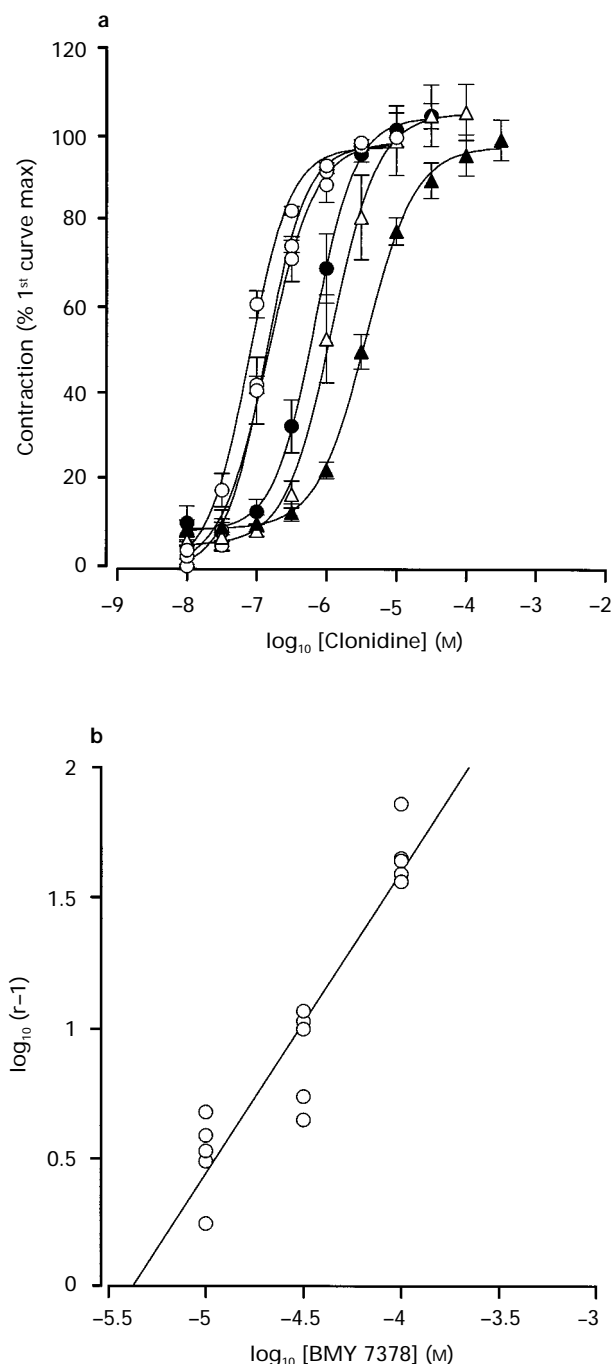 a
120
100
80
60
40
20
0
Contraction (% 1st curve max)
−9 −8 −7 −6 −5 −4 −3 −2
log10 [Clonidine] (M)
b
2
1.5
1
0.5
0
log10 (r−1)
−5.5 −5 −4.5 −4 −3.5 −3
log10 [BMY 7378] (M)